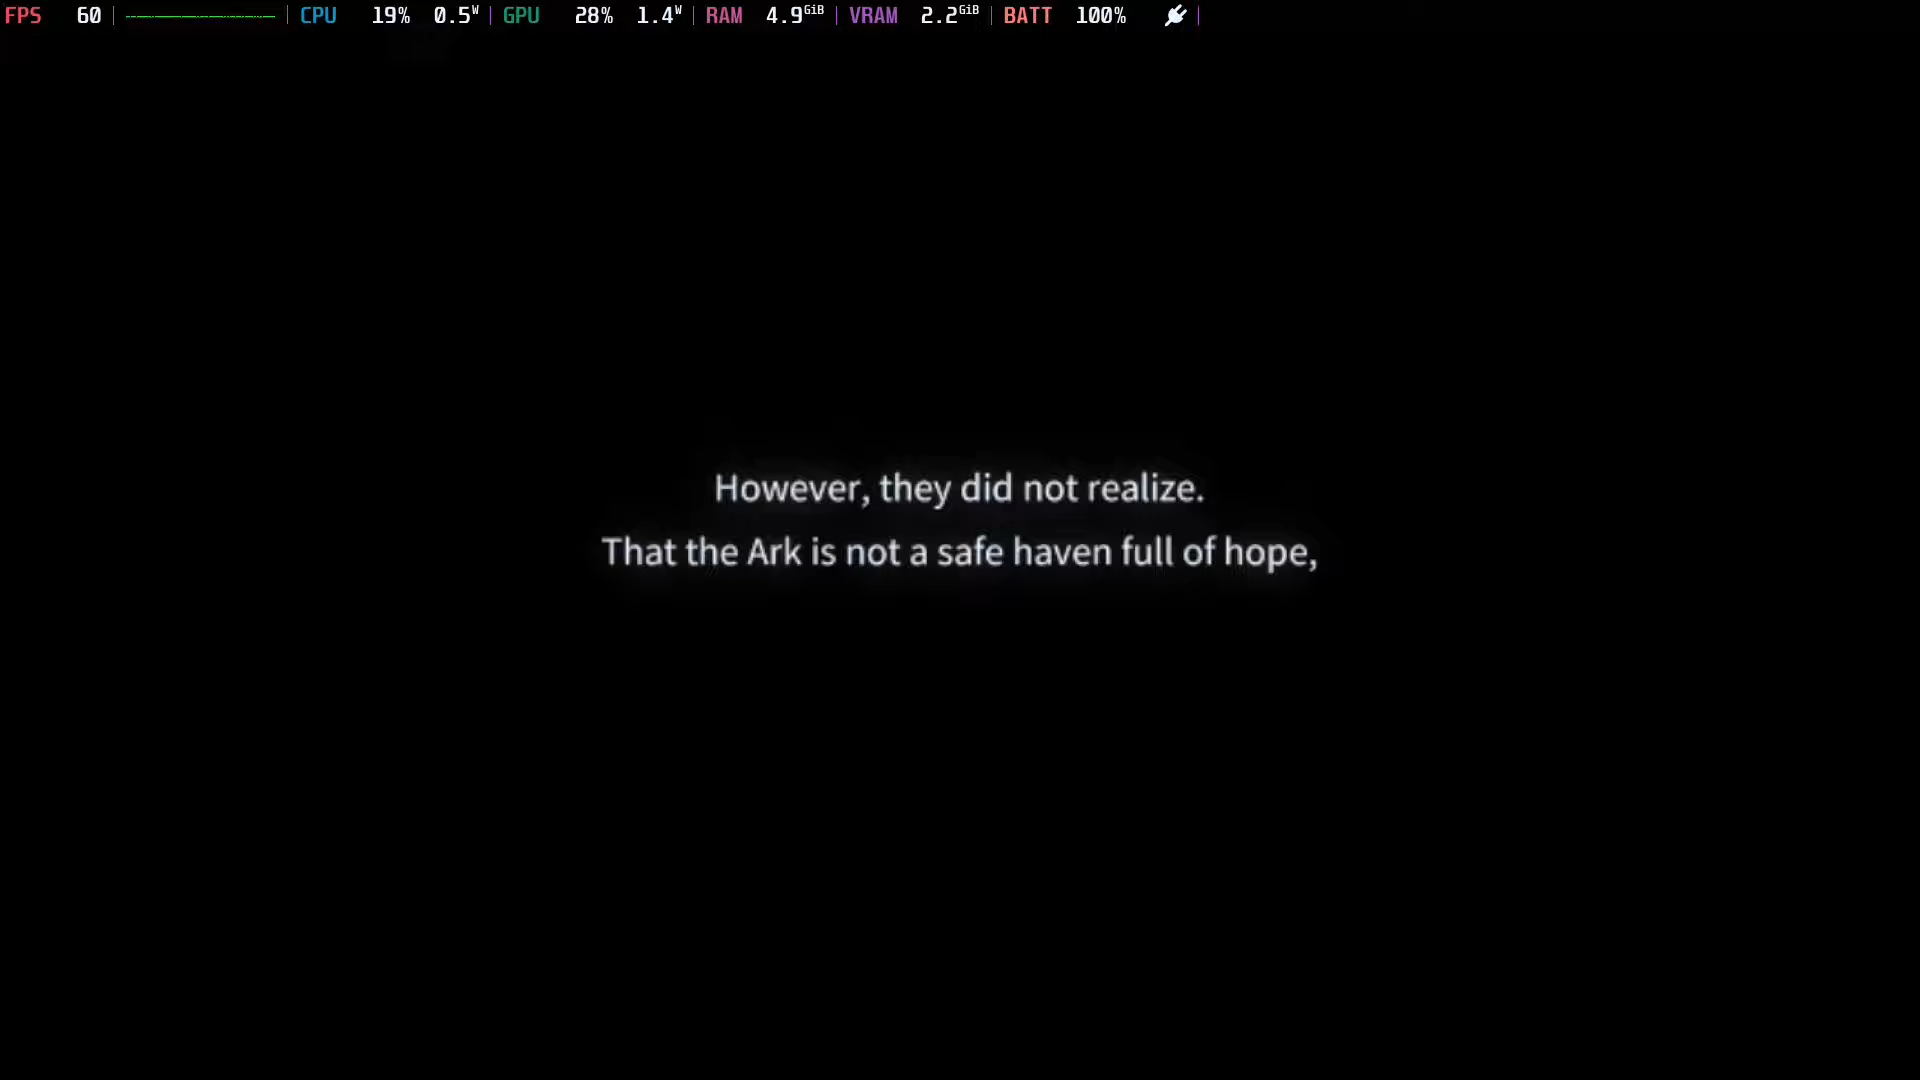 FPS 60 CPU 19% 0.5W GPU 28% 1.4W RAM 4.9GiB VRAM 2.2GiB BATT 100%
However, they did not realize.
That the Ark is not a safe haven full of hope,